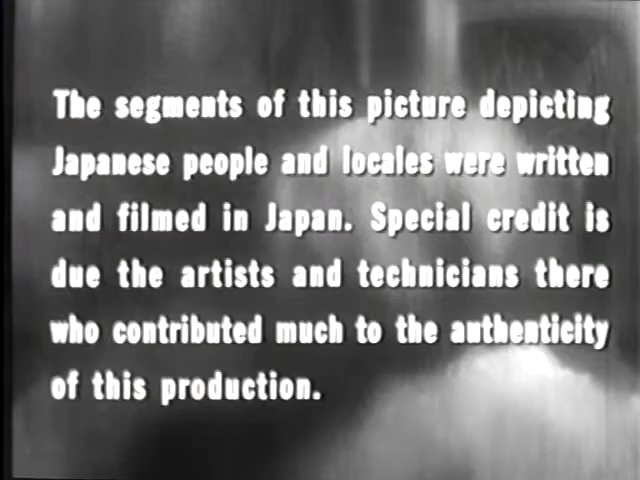 The segments of this picture depicting
Japanese people and locales were written
and filmed in Japan. Special credit is
due the artists and technicians there
who contributed much to the authenticity
of this production.